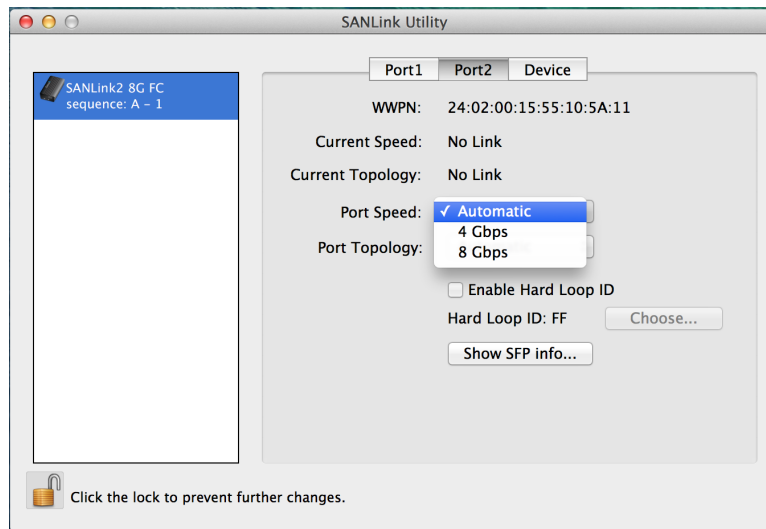 SANLink Utility
SANLink2 8G FC
sequence: A - 1
Port1 Port2 Device
WWPN: 24:02:00:15:55:10:5A:11
Current Speed: No Link
Current Topology: No Link
Port Speed: ✓ Automatic
4 Gbps
Port Topology:
8 Gbps
Enable Hard Loop ID
Hard Loop ID: FF Choose...
Show SFP info...
Click the lock to prevent further changes.